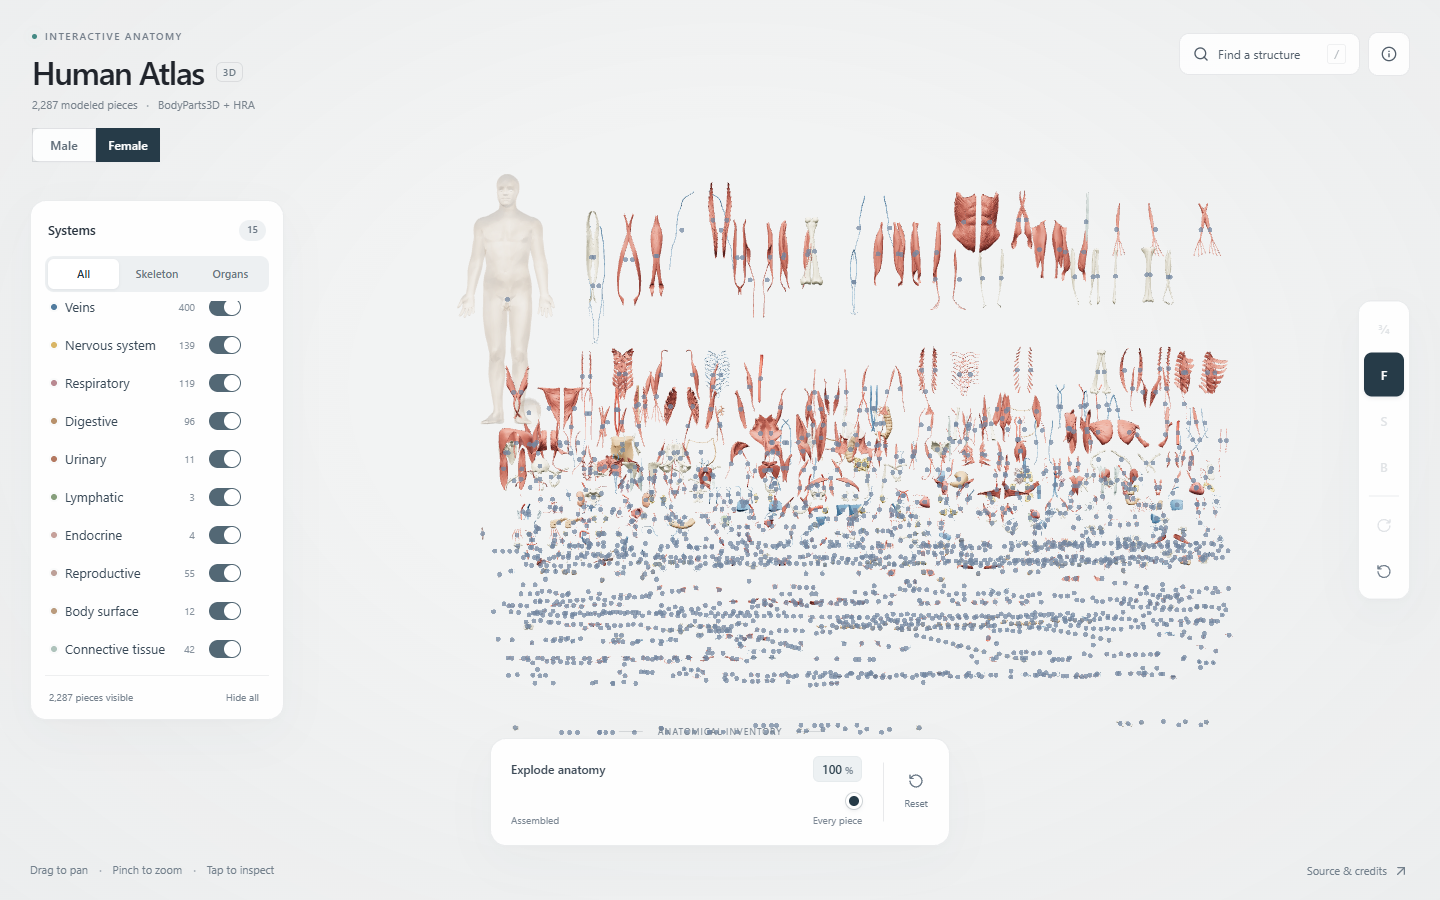 INTERACTIVE ANATOMY
Human Atlas 3D
2,287 modeled pieces · BodyParts3D + HRA
Male Female
Find a structure /
Systems 15
All Skeleton Organs
Veins 400
Nervous system 139
Respiratory 119
Digestive 96
Urinary 11
Lymphatic 3
Endocrine 4
Reproductive 55
Body surface 12
Connective tissue 42
2,287 pieces visible Hide all
¾
F
S
B
ANATOMICAL INVENTORY
Explode anatomy 100 %
Assembled Every piece
Reset
Drag to pan · Pinch to zoom · Tap to inspect
Source & credits